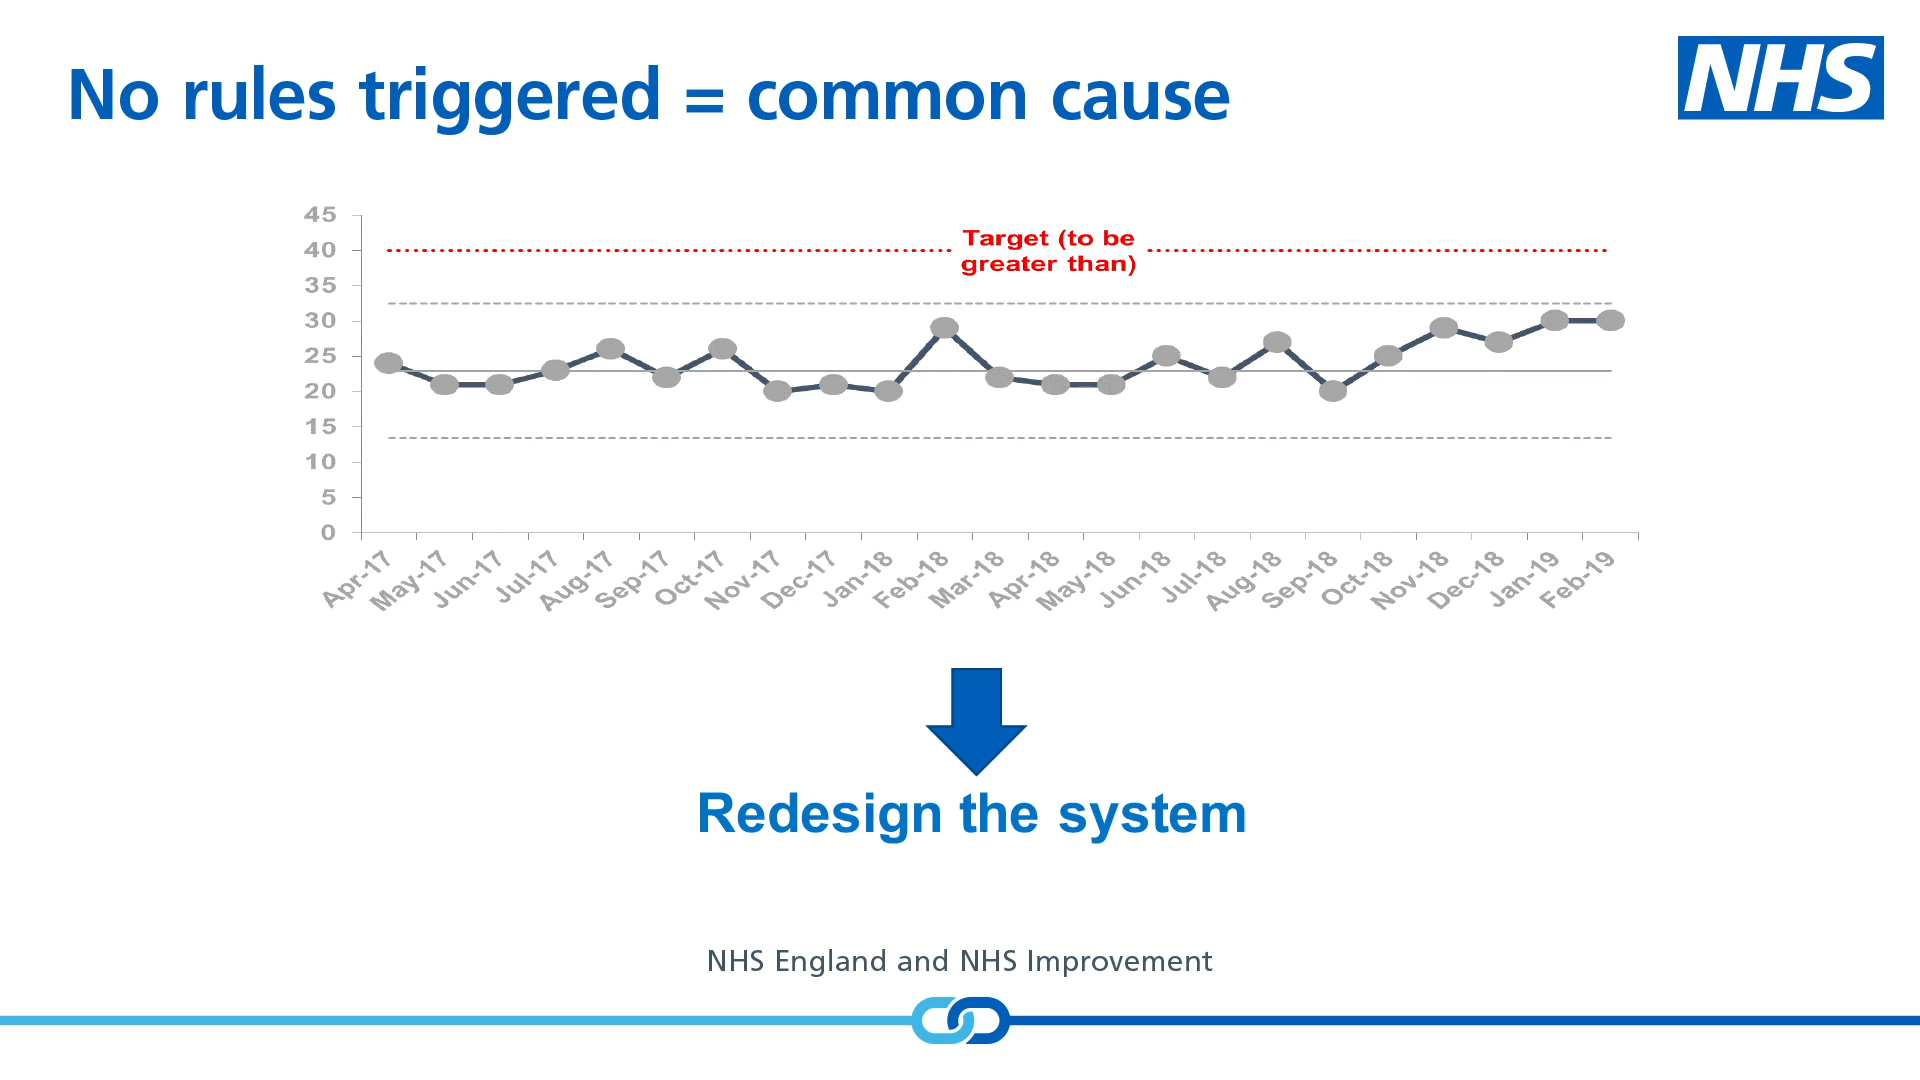 No rules triggered = common cause
NHS
45
40
35
30
25
20
15
10
5
0
Target (to be
greater than)
Apr-17
May-17
Jun-17
Jul-17
Aug-17
Sep-17
Oct-17
Nov-17
Dec-17
Jan-18
Feb-18
Mar-18
Apr-18
May-18
Jun-18
Jul-18
Aug-18
Sep-18
Oct-18
Nov-18
Dec-18
Jan-19
Feb-19
Redesign the system
NHS England and NHS Improvement